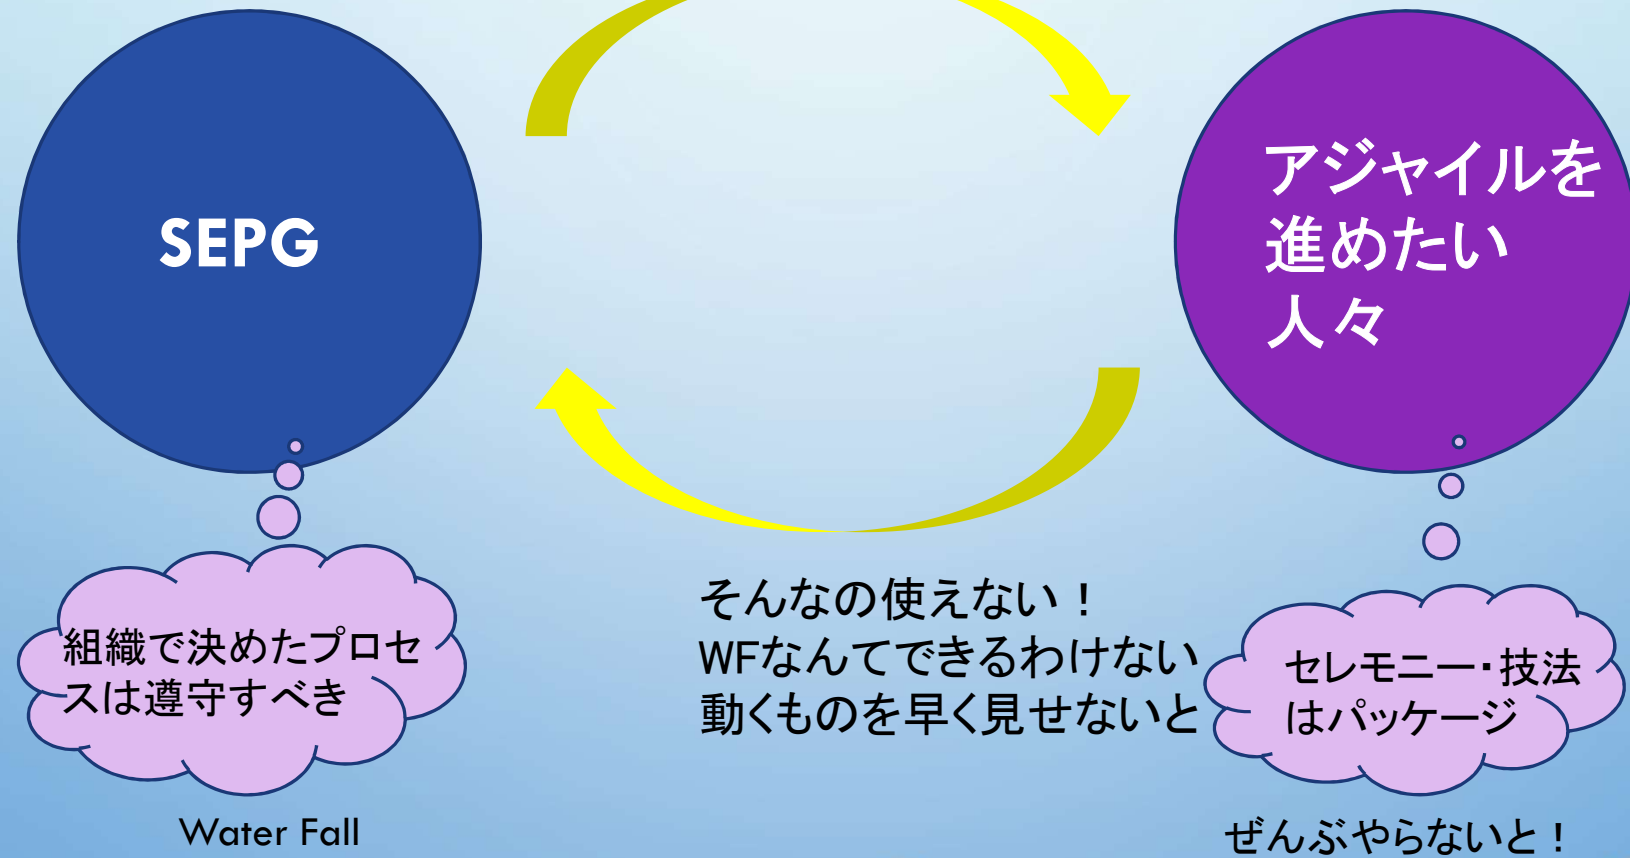 SEPG
アジャイルを
進めたい
人々
組織で決めたプロセ
スは遵守すべき
Water Fall
そんなの使えない！
WFなんてできるわけない
動くものを早く見せないと
セレモニー・技法
はパッケージ
ぜんぶやらないと！